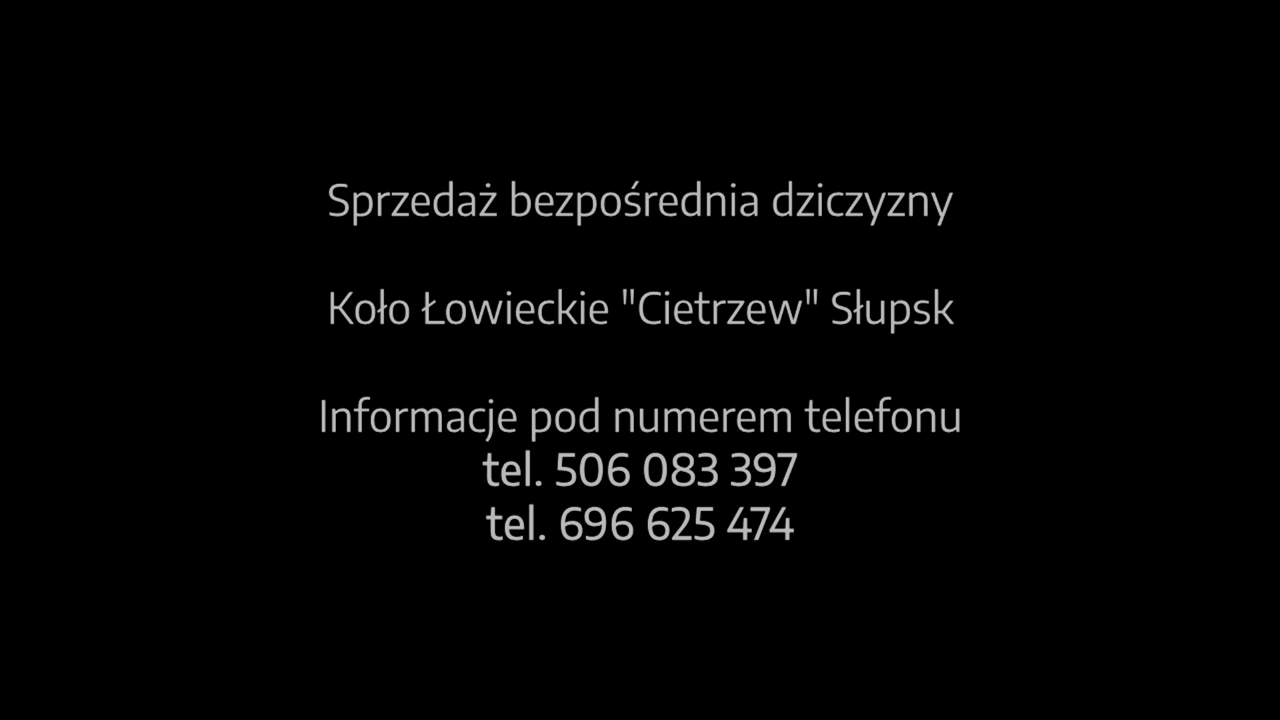 Sprzedaż bezpośrednia dziczyzny
Koło Łowieckie "Cietrzew" Słupsk
Informacje pod numerem telefonu
tel. 506 083 397
tel. 696 625 474